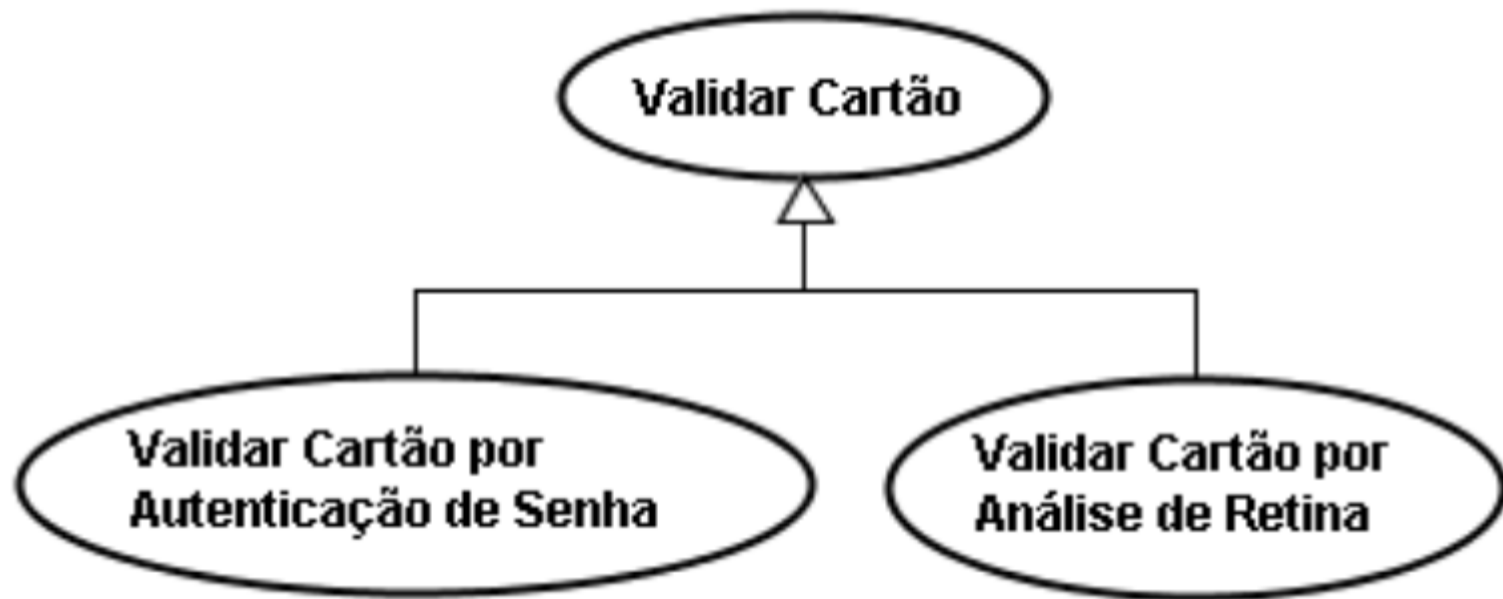 Validar Cartão
Validar Cartão por
Autenticação de Senha
Validar Cartão por
Análise de Retina